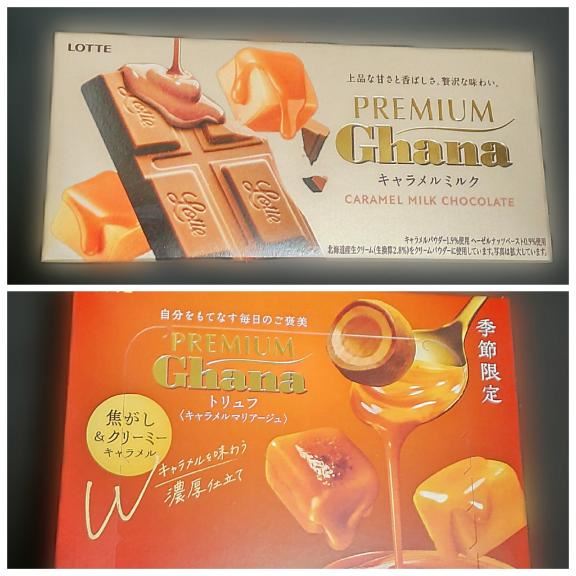 LOTTE
上品な甘さと香ばしさ、贅沢な味わい。
PREMIUM
Ghana
キャラメルミルク
CARAMEL MILK CHOCOLATE
キャラメルパウダー1.9%使用 ヘーゼルナッツペースト0.9%使用
北海道産生クリーム(生換算2.8%)をクリームパウダーに使用しています。写真は拡大しています。
Lotte
Lotte
Lotte
自分をもてなす毎日のご褒美
PREMIUM
Ghana
トリュフ
〈キャラメルマリアージュ〉
季節限定
焦がし
&クリーミー
キャラメル
W
キャラメルを味わう
濃厚仕立て